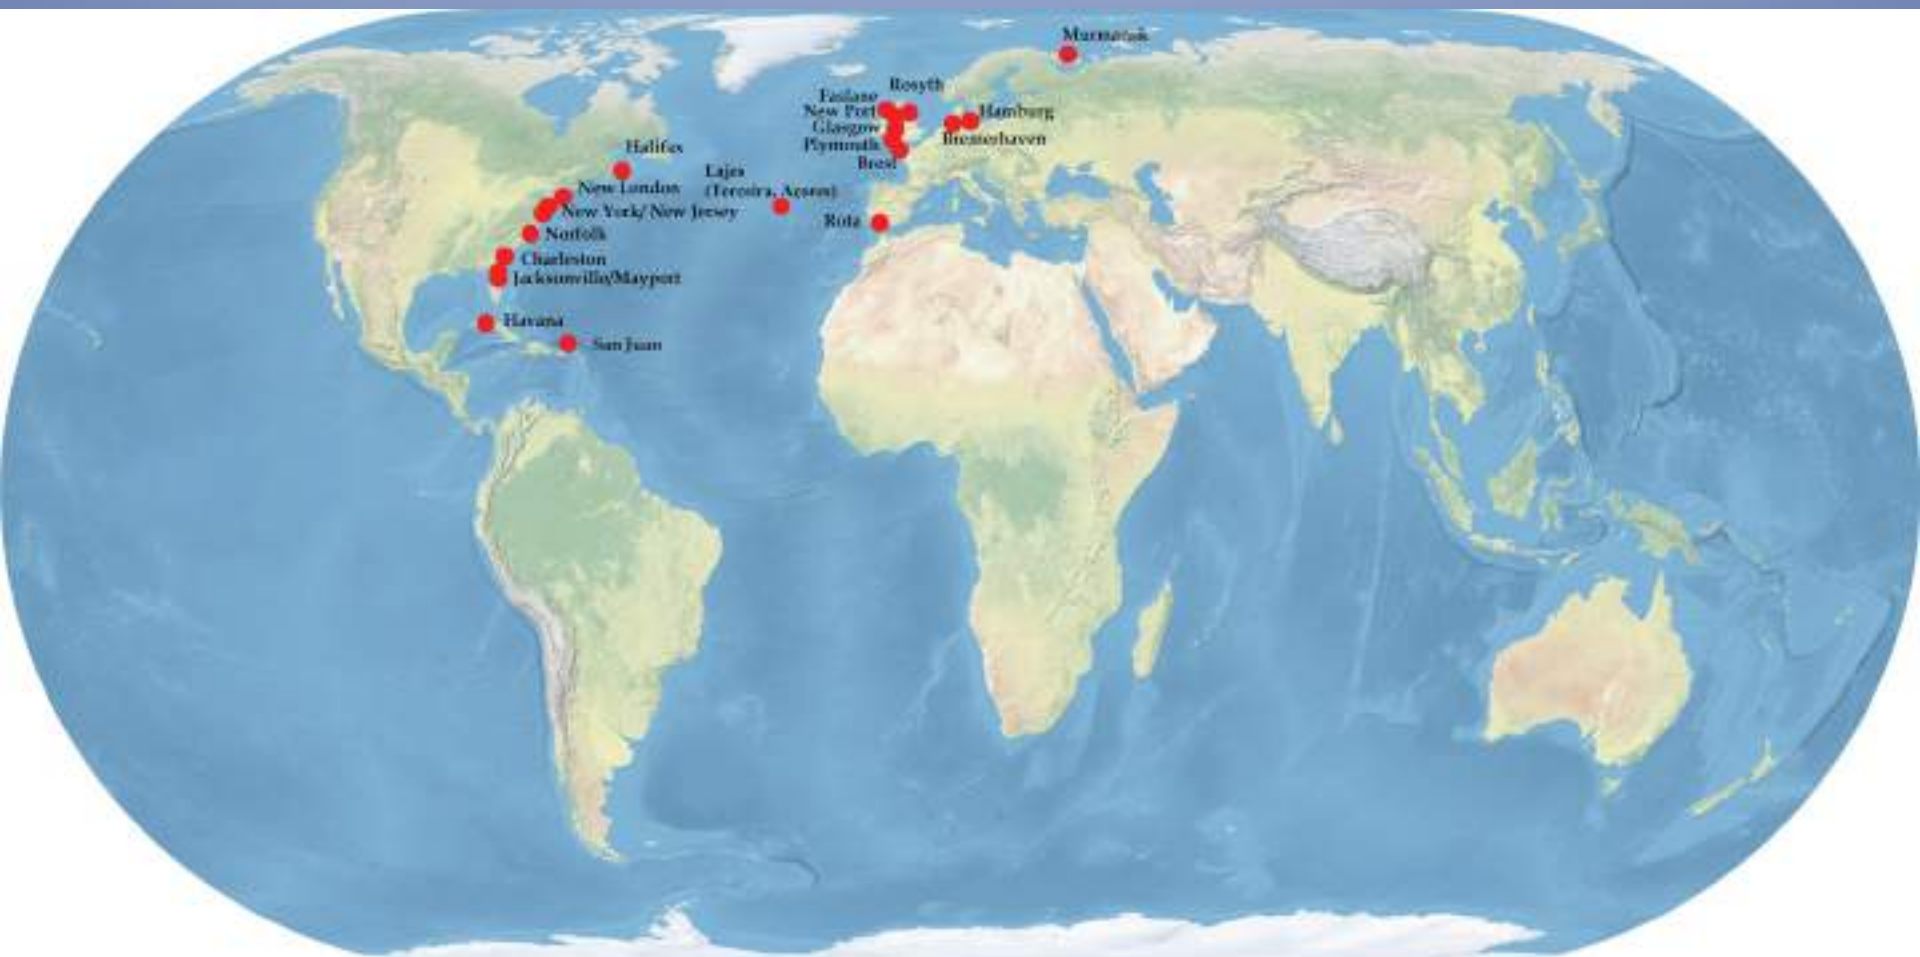 Murmansk
Rosyth
Faslane
New Port
Glasgow
Plymouth
Brest
Hamburg
Bremerhaven
Halifax
Lajes
(Terceira, Açores)
New London
New York/ New Jersey
Rota
Norfolk
Charleston
Jacksonville/Mayport
Havana
San Juan